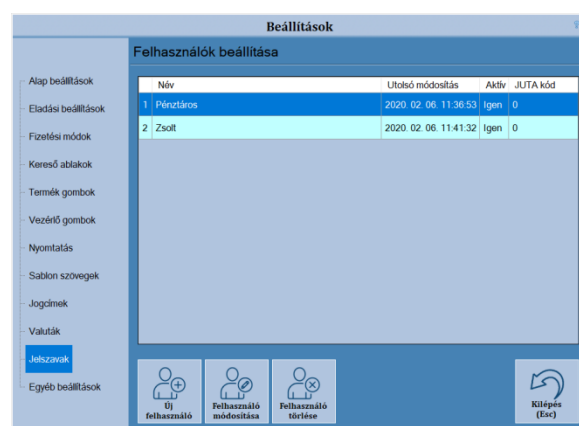 Beállítások
Felhasználók beállítása
Alap beállítások
Eladási beállítások
Fizetési módok
Kereső ablakok
Termék gombok
Vezérlő gombok
Nyomtatás
Sablon szövegek
Jogcímek
Valuták
Jelszavak
Egyéb beállítások
Név Utolsó módosítás Aktív JUTA kód
1 Pénztáros 2020. 02. 06. 11:36:53 Igen 0
2 Zsolt 2020. 02. 06. 11:41:32 Igen 0
Új
felhasználó
Felhasználó
módosítása
Felhasználó
törlése
Kilépés
(Esc)